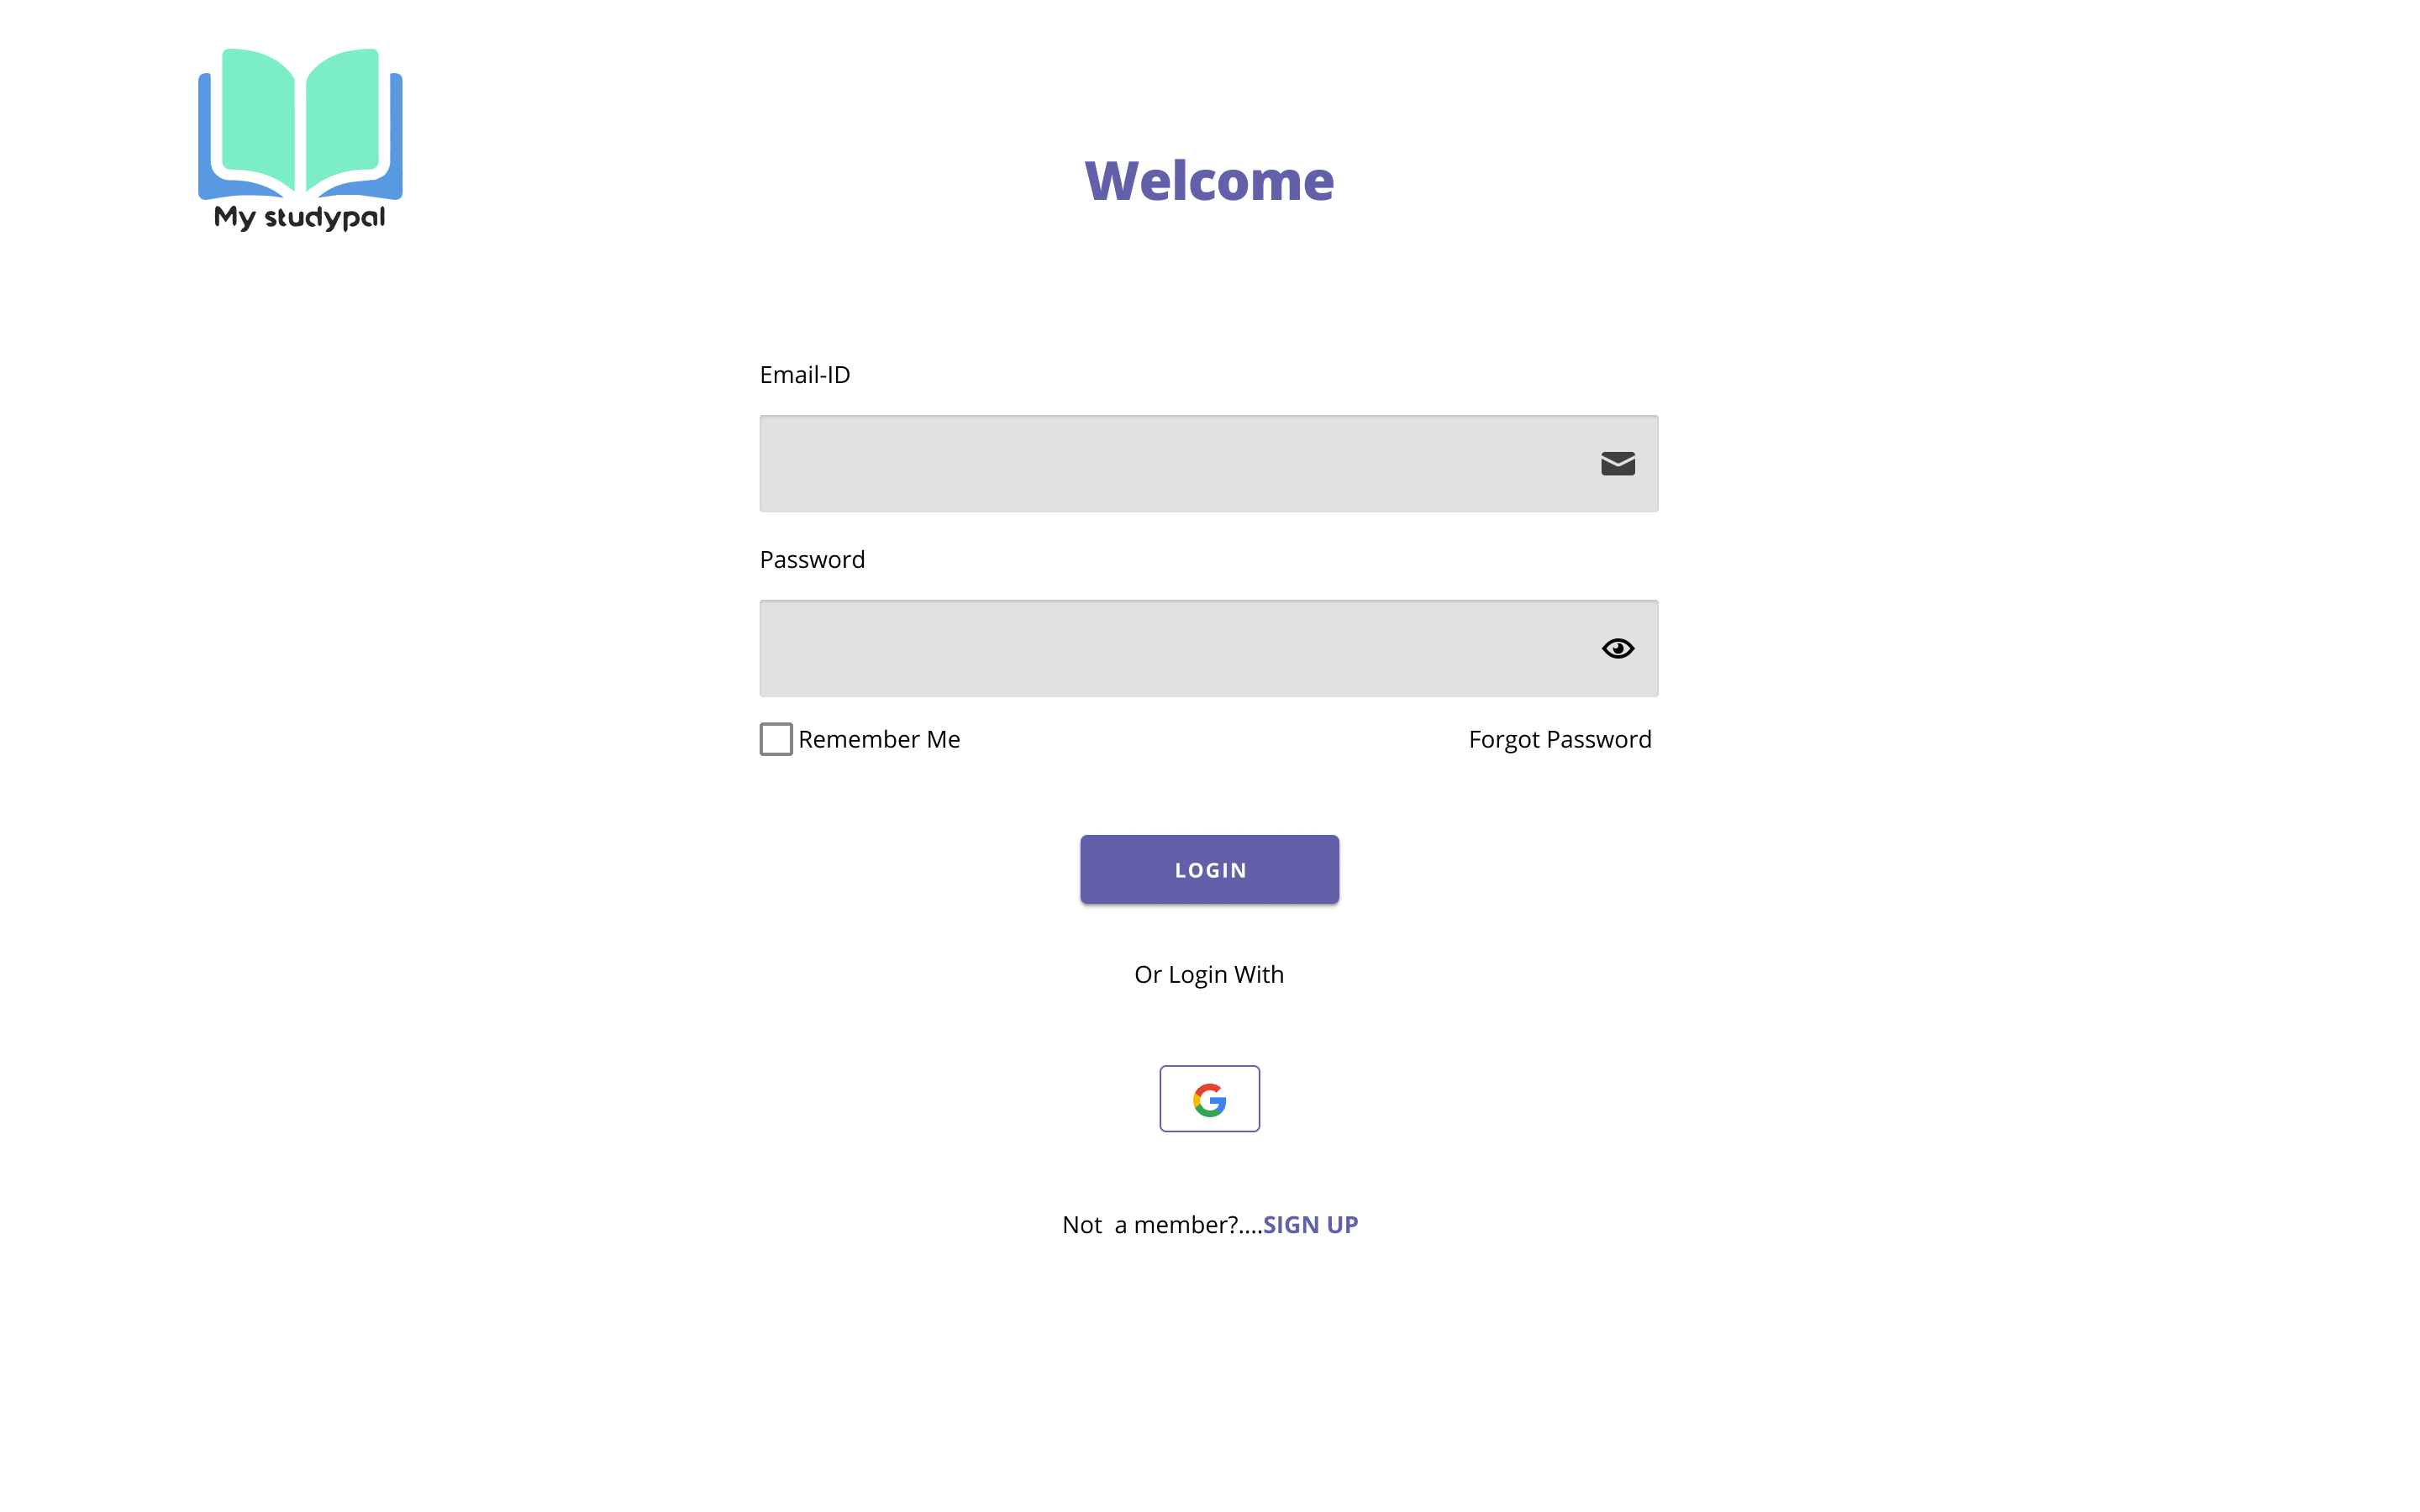 My studypal
Welcome
Email-ID
Password
Remember Me
Forgot Password
LOGIN
Or Login With
Not  a member?....SIGN UP